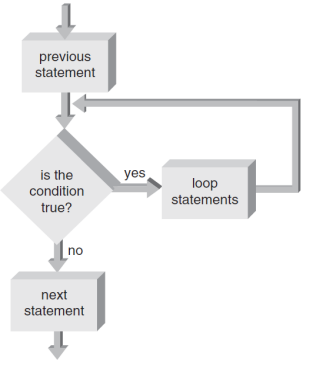 previous
statement
is the
condition
true?
yes
loop
statements
no
next
statement